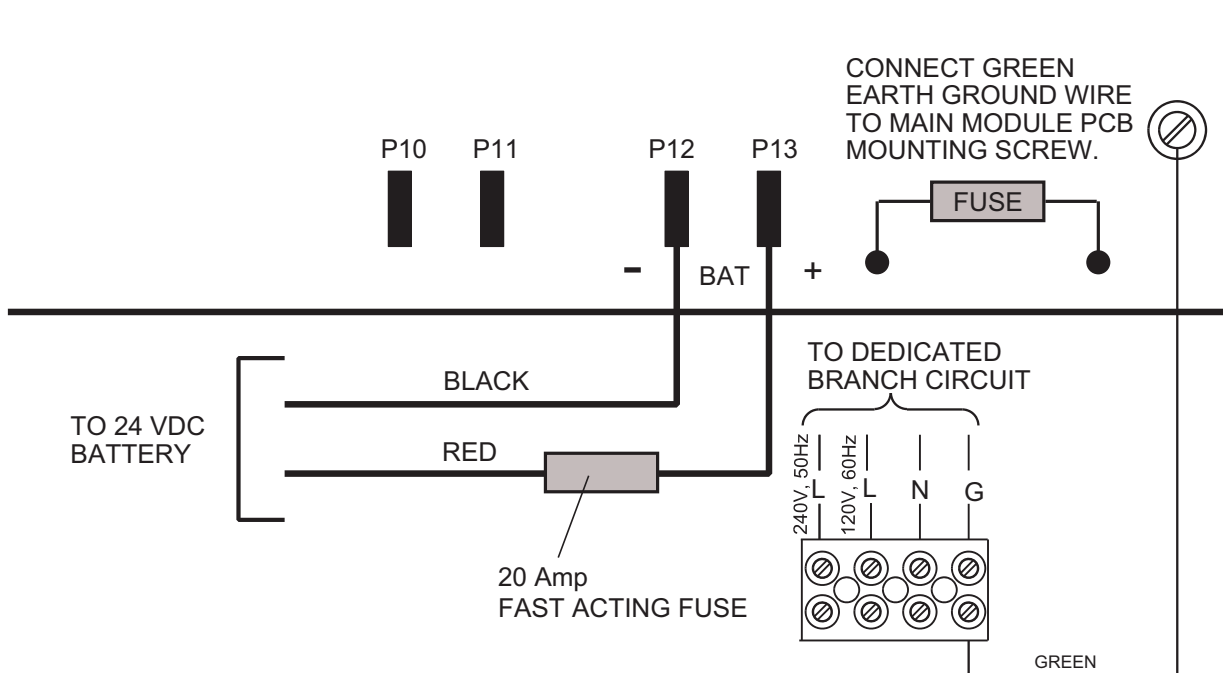 CONNECT GREEN
EARTH GROUND WIRE
TO MAIN MODULE PCB
MOUNTING SCREW.
P10
P11
P12
P13
FUSE
-
BAT
+
TO DEDICATED
BRANCH CIRCUIT
BLACK
TO 24 VDC
BATTERY
RED
240V, 50Hz
L
120V, 60Hz
L
N
G
20 Amp
FAST ACTING FUSE
GREEN